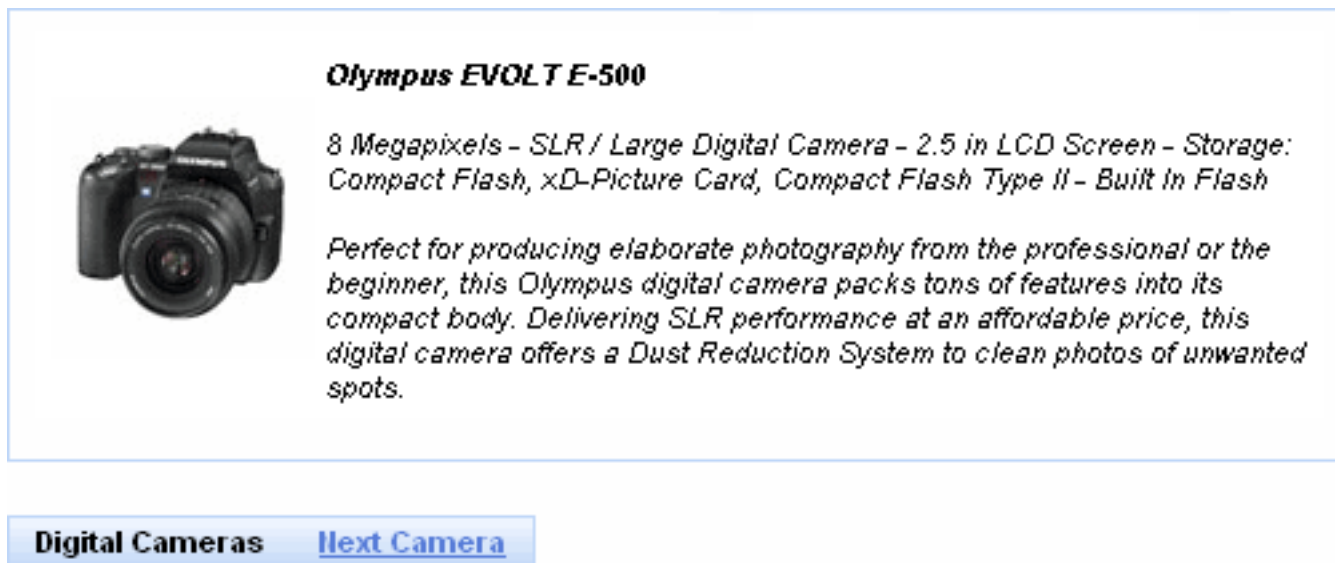 Olympus EVOLT E-500
8 Megapixels - SLR / Large Digital Camera - 2.5 in LCD Screen - Storage:
Compact Flash, xD-Picture Card, Compact Flash Type II - Built In Flash
Perfect for producing elaborate photography from the professional or the
beginner, this Olympus digital camera packs tons of features into its
compact body. Delivering SLR performance at an affordable price, this
digital camera offers a Dust Reduction System to clean photos of unwanted
spots.
OLYMPUS
Digital Cameras Next Camera